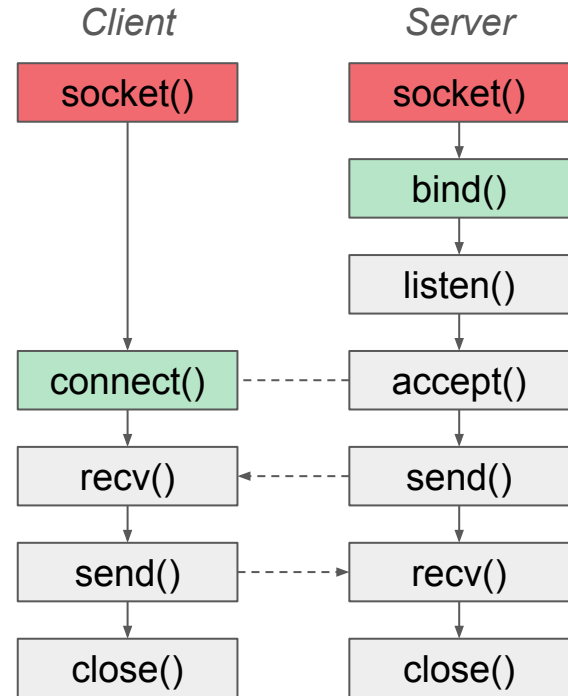 Client
Server
socket()
socket()
bind()
listen()
connect()
accept()
recv()
send()
send()
recv()
close()
close()